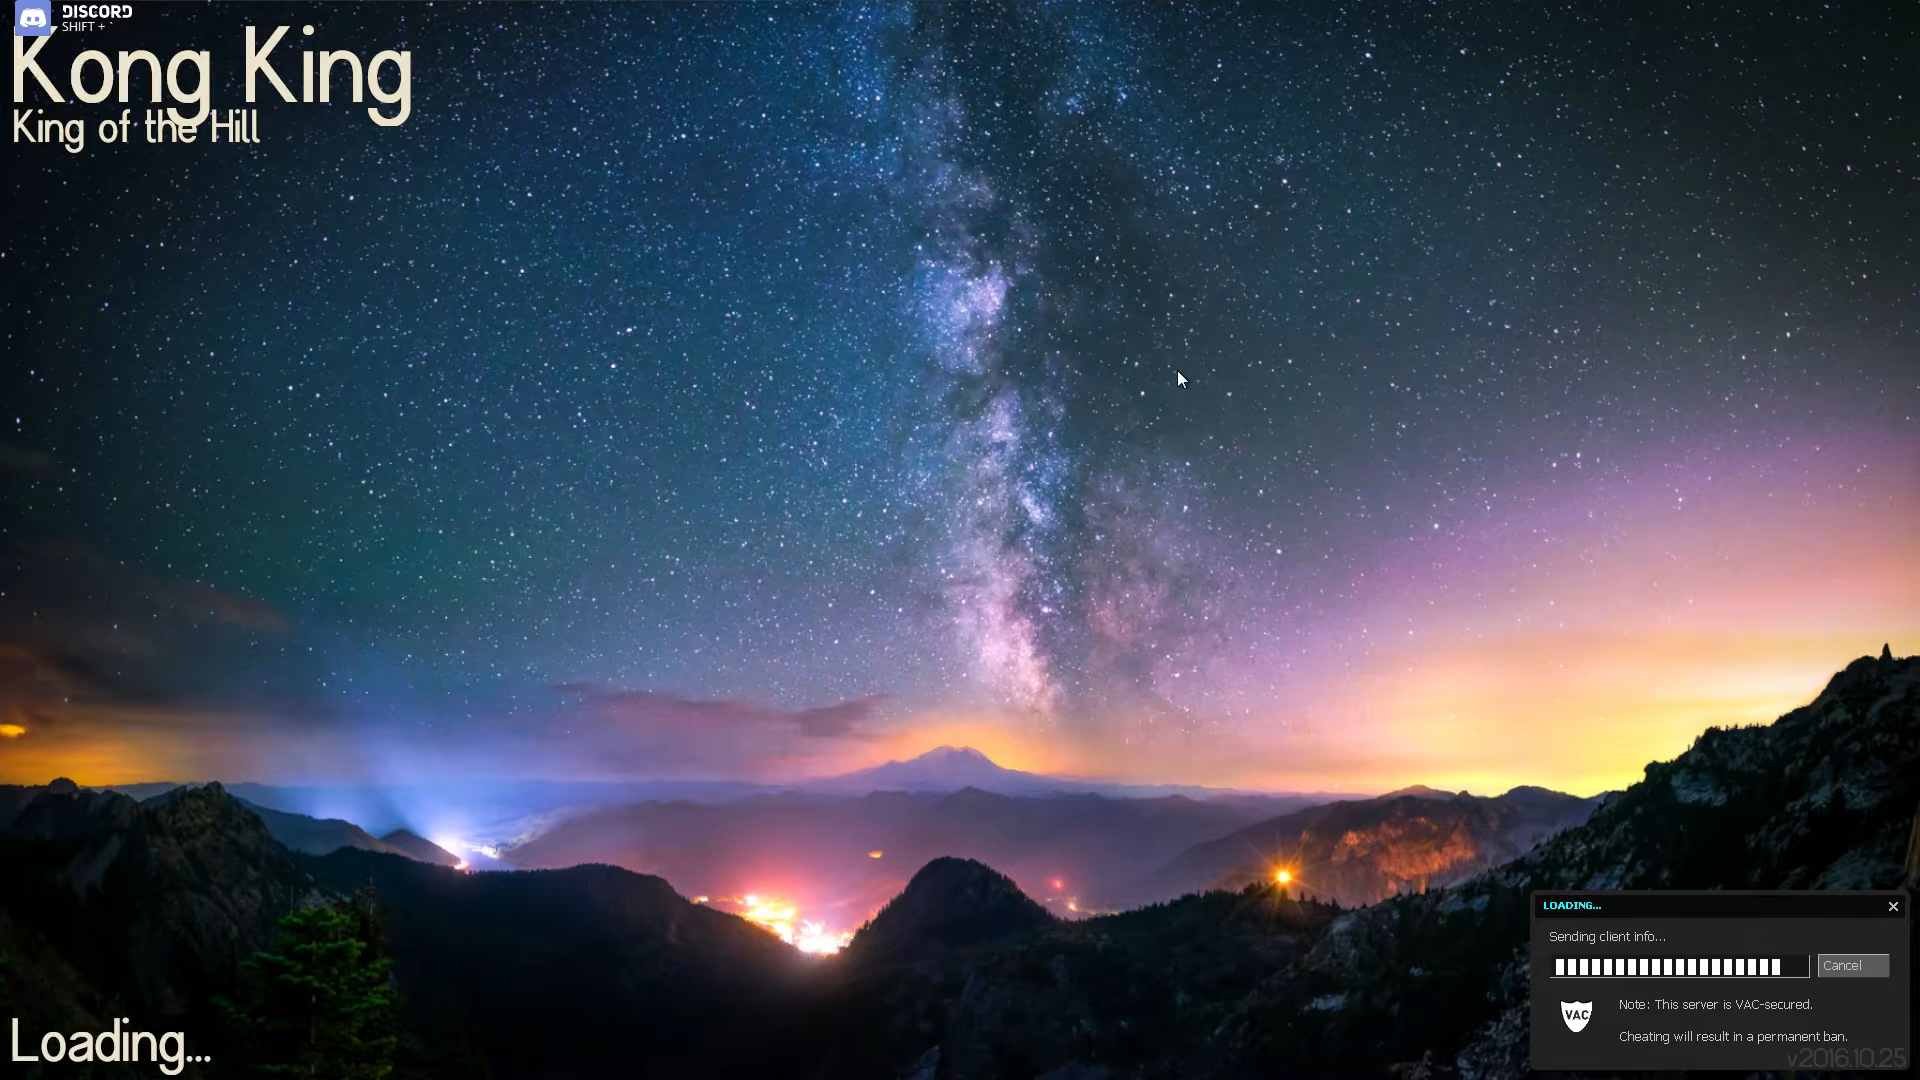 DISCORD
SHIFT + `
Kong King
King of the Hill
LOADING...
Sending client info...
Cancel
VAC
Note: This server is VAC-secured.
Cheating will result in a permanent ban.
Loading...
v2016.10.25